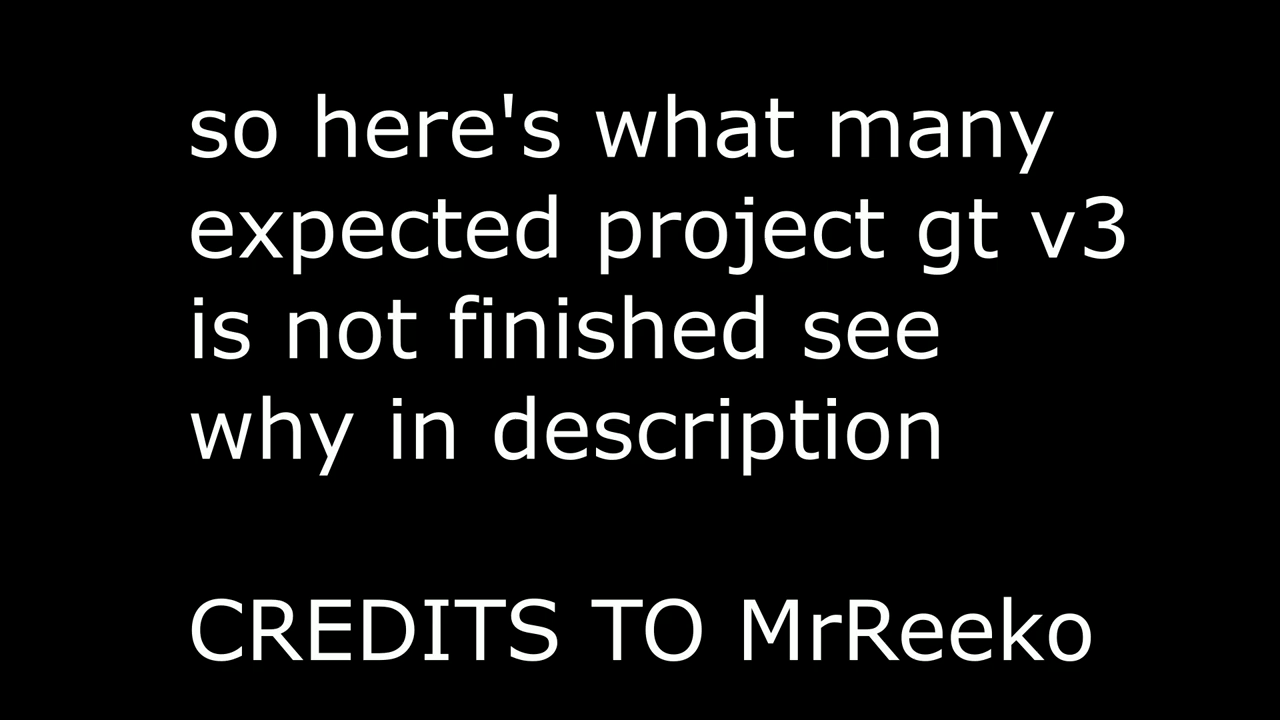 so here's what many
expected project gt v3
is not finished see
why in description
CREDITS TO MrReeko